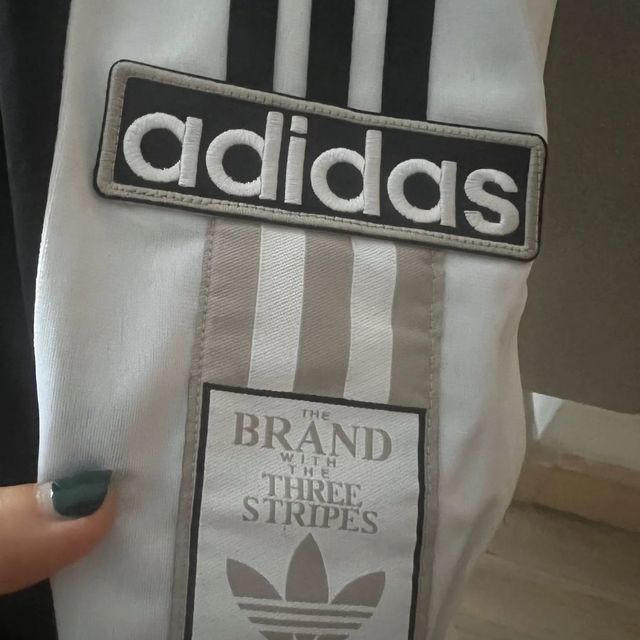 adidas
THE
BRAND
WITH
THE
THREE
STRIPES